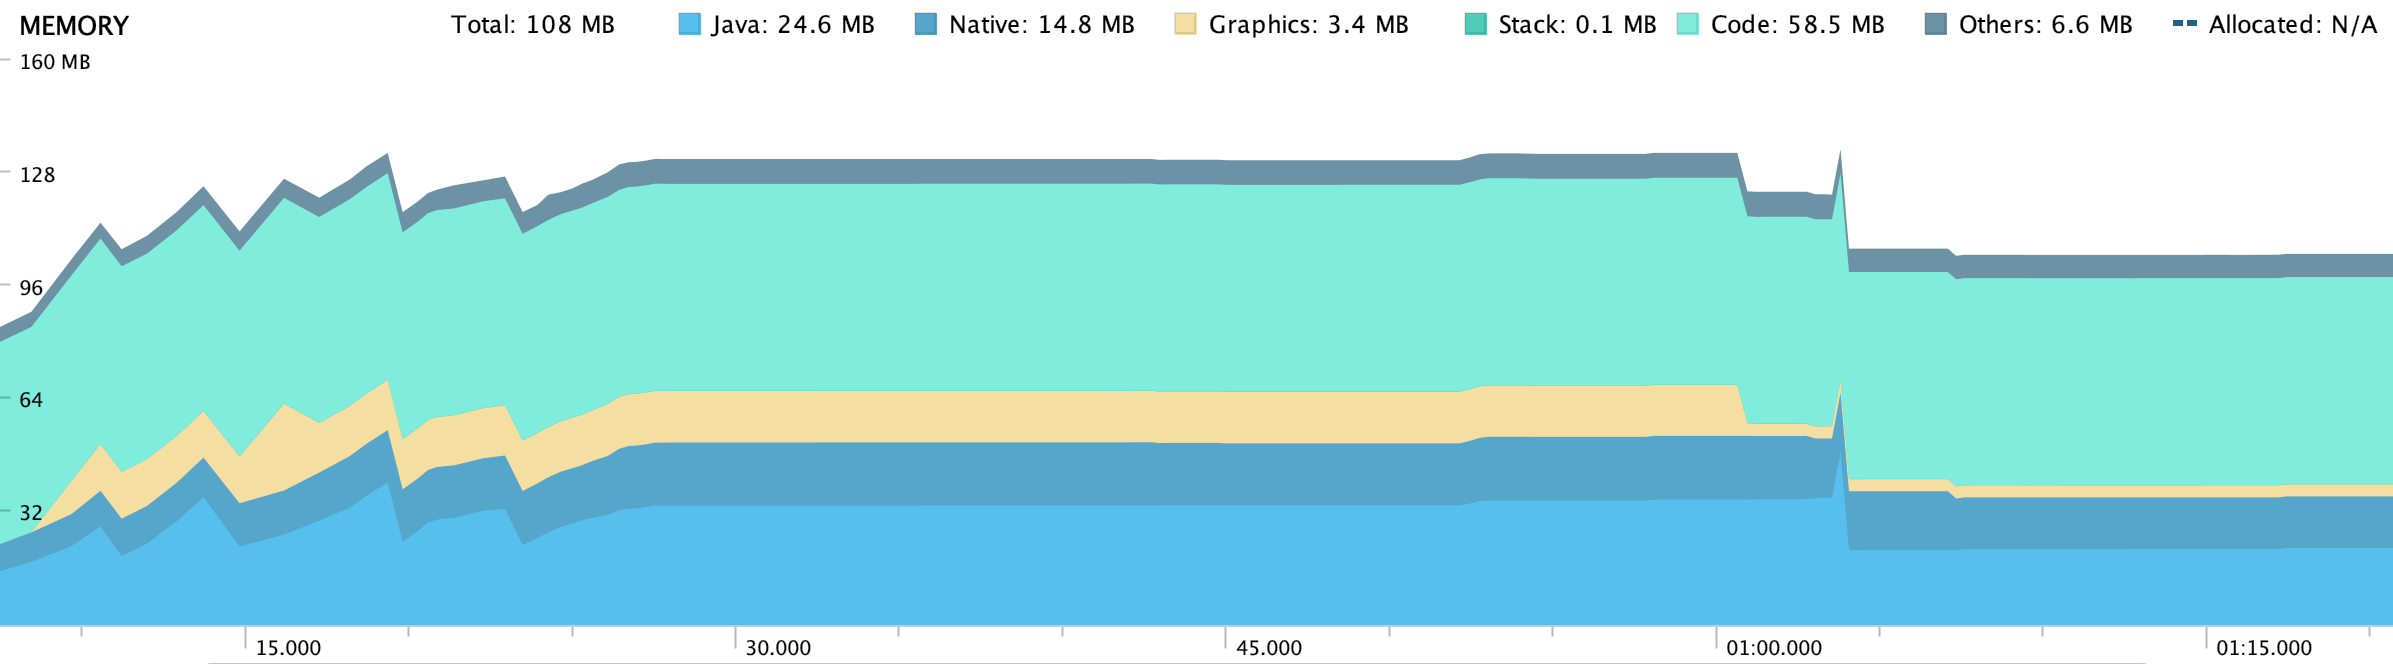 MEMORY Total: 108 MB Java: 24.6 MB Native: 14.8 MB Graphics: 3.4 MB Stack: 0.1 MB Code: 58.5 MB Others: 6.6 MB Allocated: N/A
160 MB
128
96
64
32
15.000 30.000 45.000 01:00.000 01:15.000